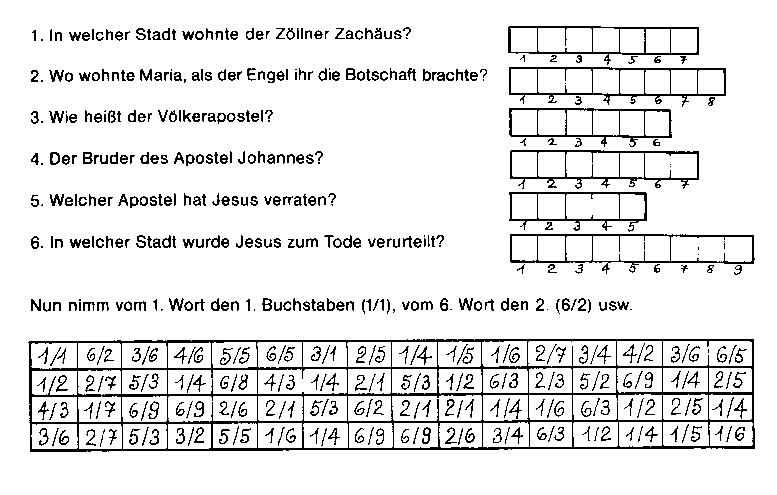 1. In welcher Stadt wohnte der Zöllner Zachäus?
1 2 3 4 5 6 7
2. Wo wohnte Maria, als der Engel ihr die Botschaft brachte?
1 2 3 4 5 6 7 8
3. Wie heißt der Völkerapostel?
1 2 3 4 5 6
4. Der Bruder des Apostel Johannes?
1 2 3 4 5 6 7
5. Welcher Apostel hat Jesus verraten?
1 2 3 4 5
6. In welcher Stadt wurde Jesus zum Tode verurteilt?
1 2 3 4 5 6 7 8 9
Nun nimm vom 1. Wort den 1. Buchstaben (1/1), vom 6. Wort den 2. (6/2) usw.
1/1 6/2 3/6 4/6 5/5 6/5 3/1 2/5 1/4 1/5 1/6 2/7 3/4 4/2 3/6 6/5
1/2 2/7 5/3 1/4 6/8 4/3 1/4 2/1 5/3 1/2 6/3 2/3 5/2 6/9 1/4 2/5
4/3 1/7 6/9 6/9 2/6 2/1 5/3 6/2 2/1 2/1 1/4 1/6 6/3 1/2 2/5 1/4
3/6 2/7 5/3 3/2 5/5 1/6 1/4 6/9 6/9 2/6 3/4 6/3 1/2 1/4 1/5 1/6